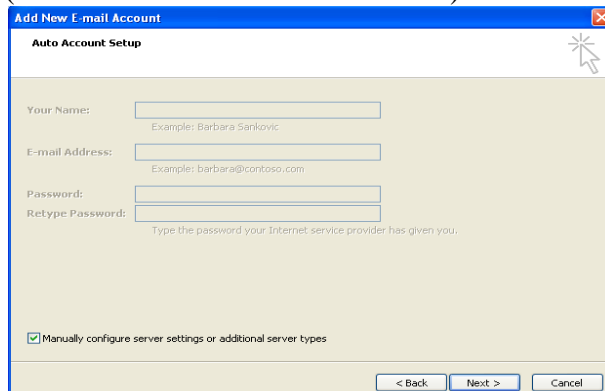 Add New E-mail Account
Auto Account Setup
Your Name:
Example: Barbara Sankovic
E-mail Address:
Example: barbara@contoso.com
Password:
Retype Password:
Type the password your Internet service provider has given you.
Manually configure server settings or additional server types
< Back Next > Cancel